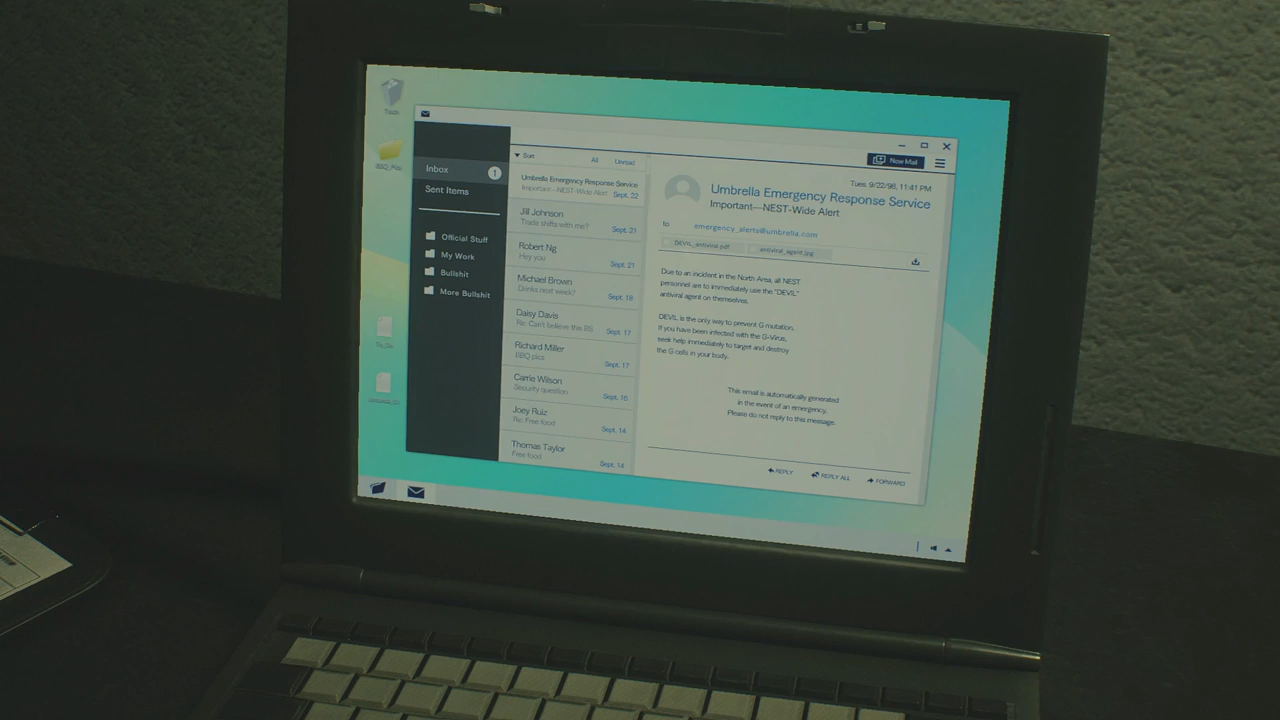 Inbox
1
Sent Items
Official Stuff
My Work
Bullshit
More Bullshit
Sort
All
Unread
Umbrella Emergency Response Service
Important—NEST-Wide Alert
Sept. 22
Jill Johnson
Trade shifts with me?
Sept. 21
Robert Ng
Hey you
Sept. 21
Michael Brown
Drinks next week?
Sept. 18
Daisy Davis
Re: Can't believe this BS
Sept. 17
Richard Miller
BBQ pics
Sept. 17
Carrie Wilson
Security question
Sept. 16
Joey Ruiz
Re: Free food
Sept. 14
Thomas Taylor
Free food
Sept. 14
New Mail
Tues. 9/22/98, 11:41 PM
Umbrella Emergency Response Service
Important—NEST-Wide Alert
to
emergency_alerts@umbrella.com
DEVIL_antiviral.pdf
antiviral_agent.jpg
Due to an incident in the North Area, all NEST
personnel are to immediately use the "DEVIL"
antiviral agent on themselves.
DEVIL is the only way to prevent G-mutation.
If you have been infected with the G-Virus,
seek help immediately to target and destroy
the G cells in your body.
This email is automatically generated
in the event of an emergency.
Please do not reply to this message.
REPLY
REPLY ALL
FORWARD